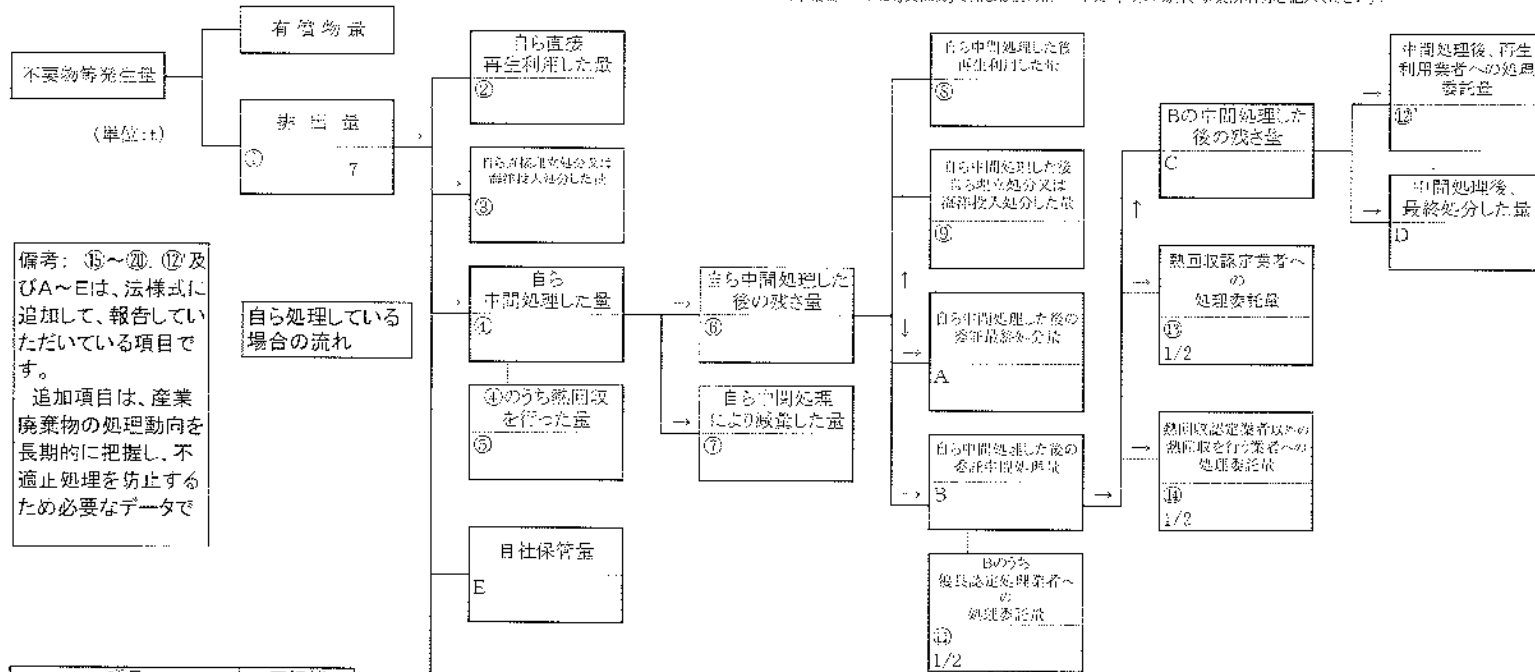 有償物量
不要物等発生量
(単位:t)
排 出 量
①
7
自ら直接
再生利用した量
②
自ら直接埋立処分又は
海洋投入処分した量
③
自ら
中間処理した量
④
④のうち熱回収
を行った量
⑤
自社保管量
E
備考: ⑮~⑳、⑫'及
びA~Eは、法様式に
追加して、報告してい
ただいている項目で
す。
追加項目は、産業
廃棄物の処理動向を
長期的に把握し、不
適正処理を防止する
ため必要なデータで
自ら処理している
場合の流れ
自ら中間処理した
後の残さ量
⑥
自ら中間処理
により減量した量
⑦
自ら中間処理した後
再生利用した量
⑧
自ら中間処理した後
自ら埋立処分又は
海洋投入処分した量
⑨
自ら中間処理した後の
委託最終処分量
A
自ら中間処理した後の
委託中間処理量
B
Bのうち
優良認定処理業者へ
の
処理委託量
1/2
Bの中間処理した
後の残さ量
C
熱回収認定業者へ
の
処理委託量
⑬
1/2
熱回収認定業者以外の
熱回収を行う業者への
処理委託量
⑭
1/2
中間処理後、再生
利用業者への処理
委託量
⑫'
中間処理後、
最終処分した量
D